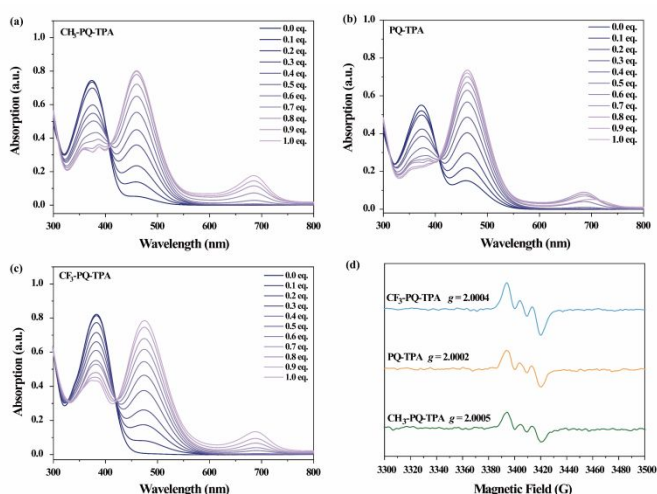 (a)
CH3-PQ-TPA
0.0 eq.
0.1 eq.
0.2 eq.
0.3 eq.
0.4 eq.
0.5 eq.
0.6 eq.
0.7 eq.
0.8 eq.
0.9 eq.
1.0 eq.
Absorption (a.u.)
1.0
0.8
0.6
0.4
0.2
0.0
300 400 500 600 700 800
Wavelength (nm)
(b)
PQ-TPA
0.0 eq.
0.1 eq.
0.2 eq.
0.3 eq.
0.4 eq.
0.5 eq.
0.6 eq.
0.7 eq.
0.8 eq.
0.9 eq.
1.0 eq.
Absorption (a.u.)
1.0
0.8
0.6
0.4
0.2
0.0
300 400 500 600 700 800
Wavelength (nm)
(c)
CF3-PQ-TPA
0.0 eq.
0.1 eq.
0.2 eq.
0.3 eq.
0.4 eq.
0.5 eq.
0.6 eq.
0.7 eq.
0.8 eq.
0.9 eq.
1.0 eq.
Absorption (a.u.)
1.0
0.8
0.6
0.4
0.2
0.0
300 400 500 600 700 800
Wavelength (nm)
(d)
CF3-PQ-TPA g = 2.0004
PQ-TPA g = 2.0002
CH3-PQ-TPA g = 2.0005
3300 3320 3340 3360 3380 3400 3420 3440 3460 3480 3500
Magnetic Field (G)